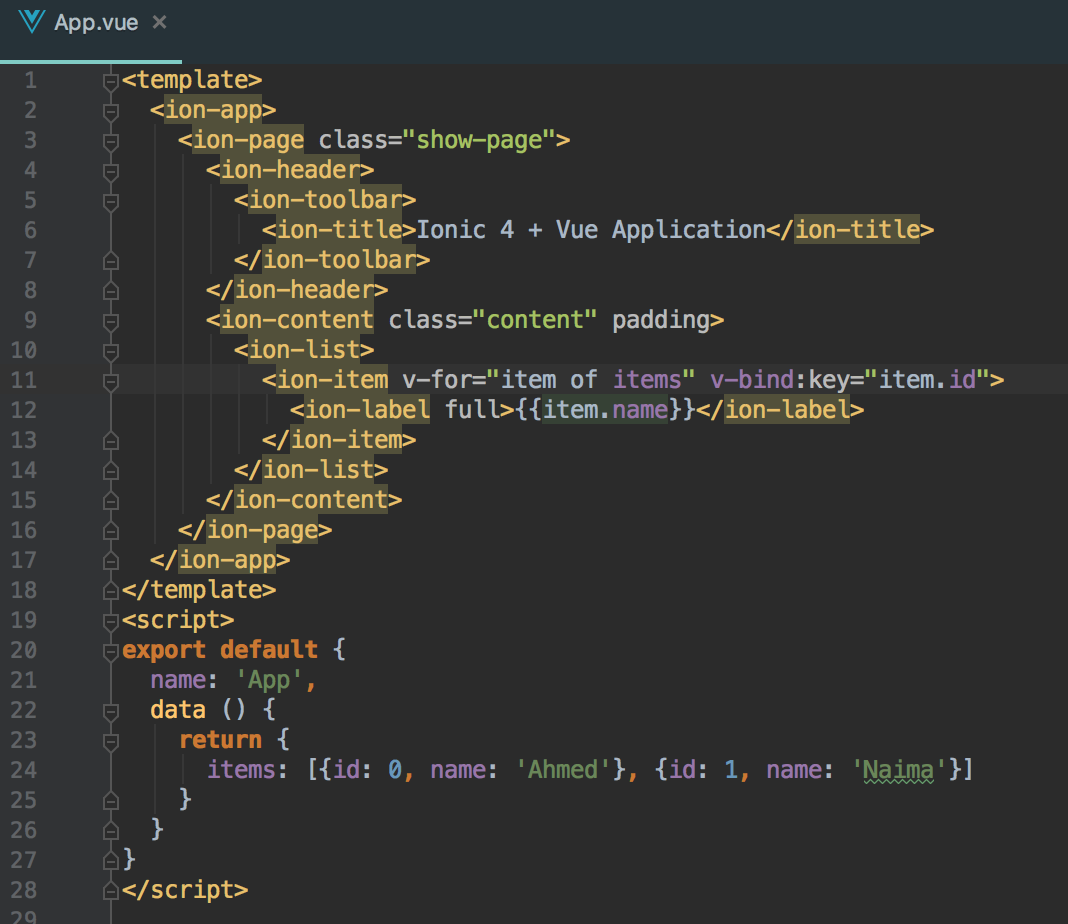 App.vue ×
1 <template>
2   <ion-app>
3     <ion-page class="show-page">
4       <ion-header>
5         <ion-toolbar>
6           <ion-title>Ionic 4 + Vue Application</ion-title>
7         </ion-toolbar>
8       </ion-header>
9       <ion-content class="content" padding>
10         <ion-list>
11           <ion-item v-for="item of items" v-bind:key="item.id">
12             <ion-label full>{{item.name}}</ion-label>
13           </ion-item>
14         </ion-list>
15       </ion-content>
16     </ion-page>
17   </ion-app>
18 </template>
19 <script>
20 export default {
21   name: 'App',
22   data () {
23     return {
24       items: [{id: 0, name: 'Ahmed'}, {id: 1, name: 'Naima'}]
25     }
26   }
27 }
28 </script>
29